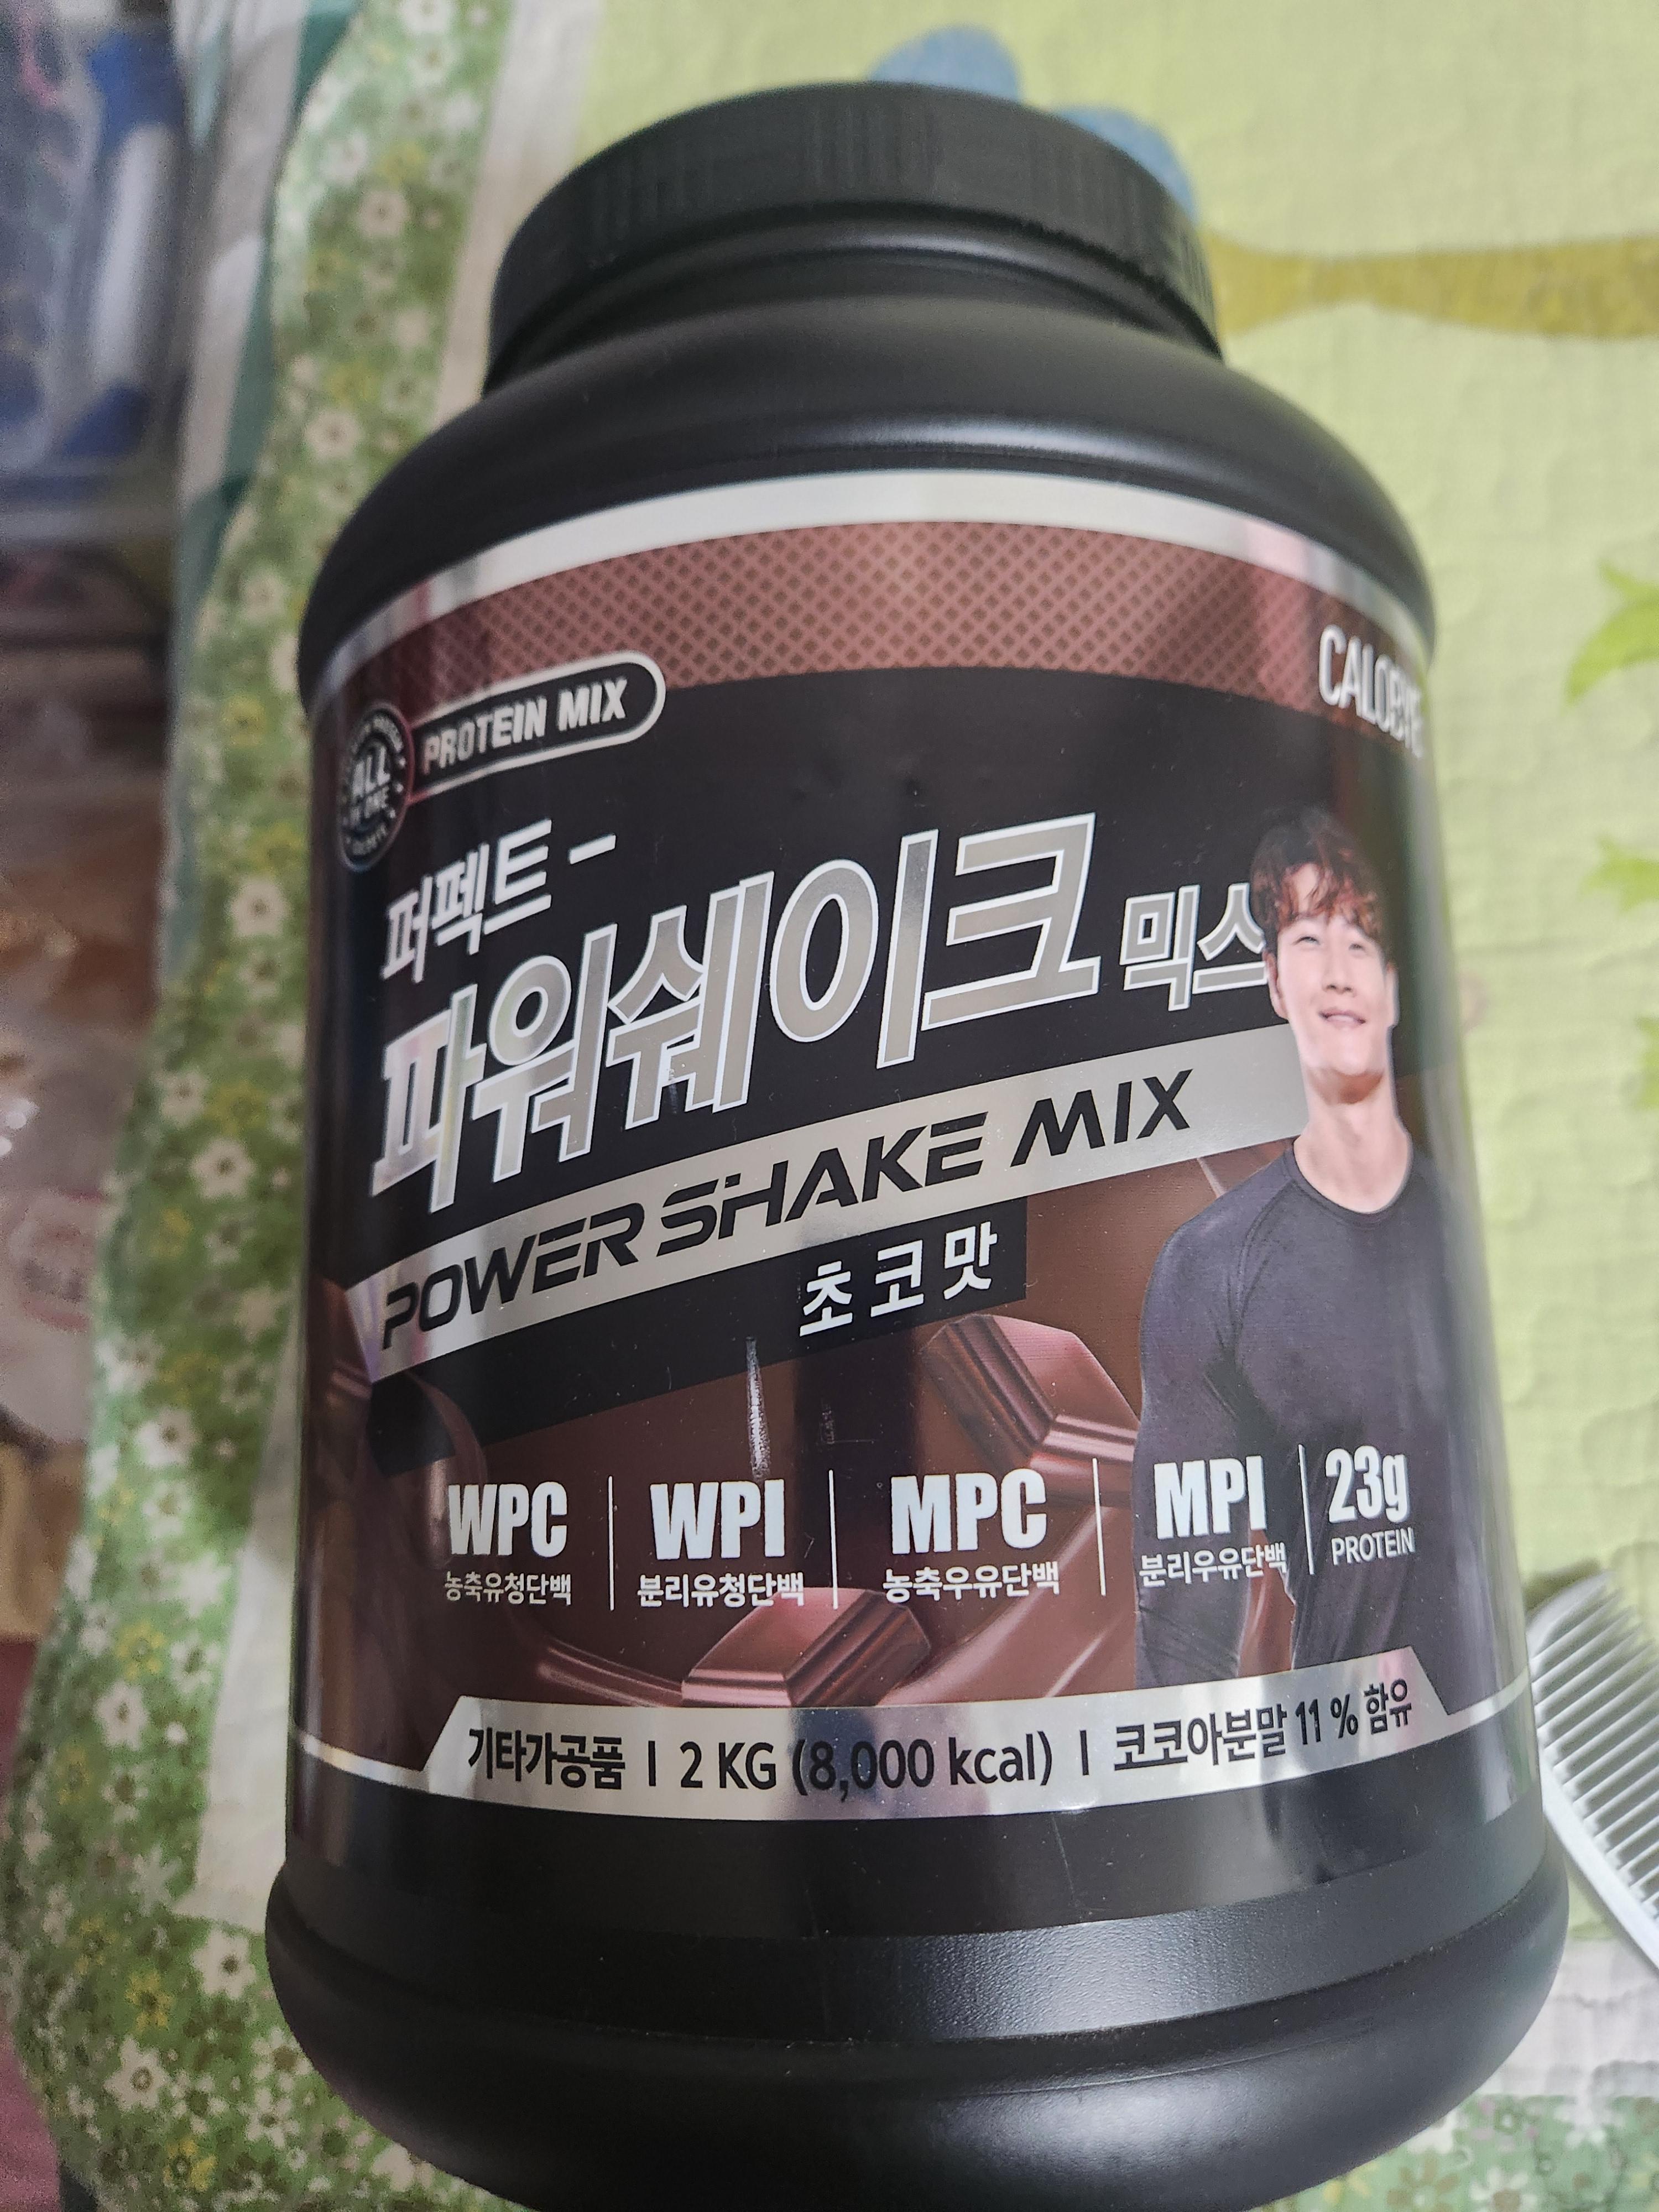 CALOBYE
PROTEIN MIX
ALL
IN ONE
퍼펙트-
파워쉐이크 믹스
POWER SHAKE MIX
초코맛
WPC
농축유청단백
WPI
분리유청단백
MPC
농축우유단백
MPI
분리우유단백
23g
PROTEIN
기타가공품 | 2 KG (8,000 kcal) | 코코아분말 11 % 함유